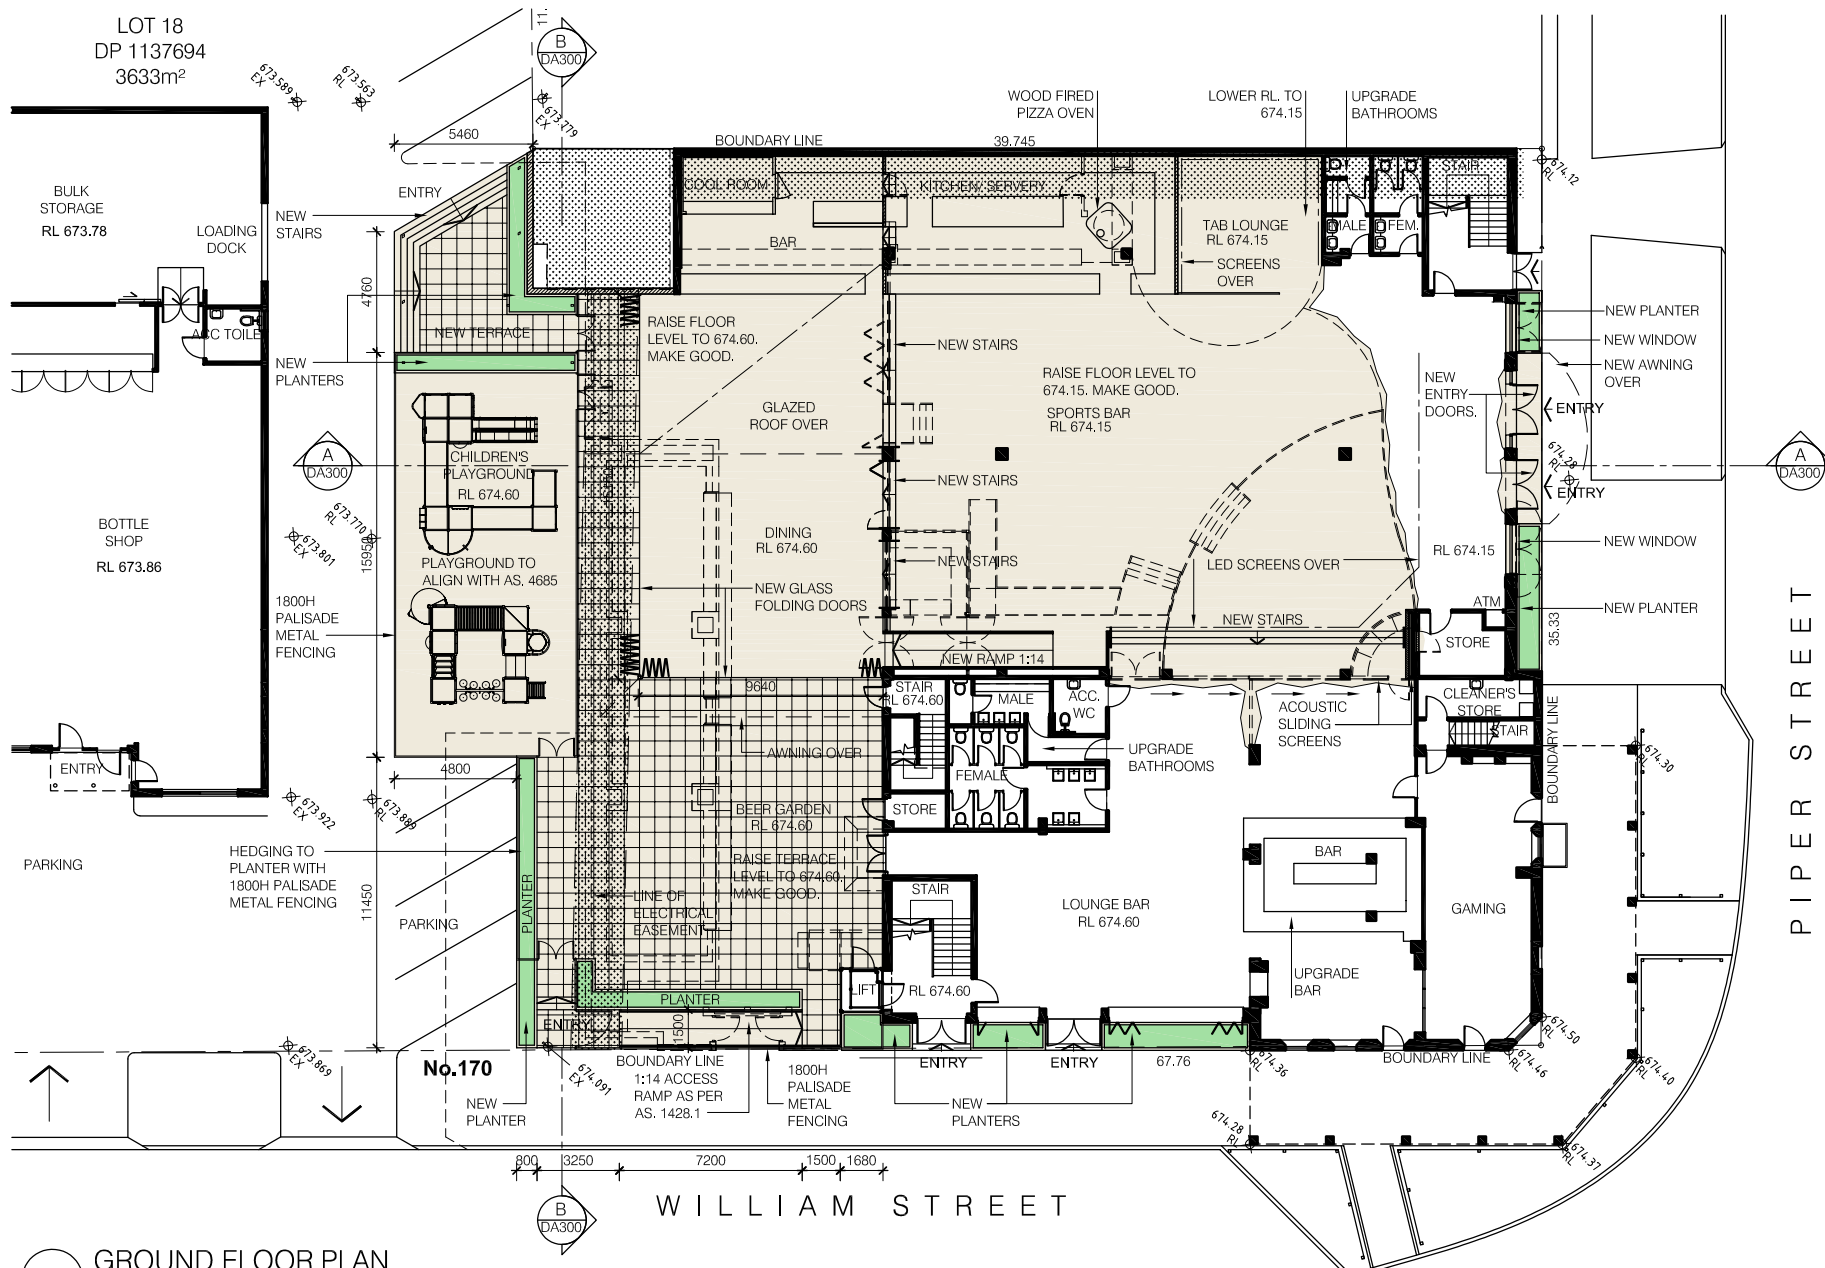 LOT 18
DP 1137694
3633m²
673.589
EX
673.563
RL
11.
B
DA300
673.779
EX
5460
BOUNDARY LINE
39.745
WOOD FIRED
PIZZA OVEN
LOWER RL. TO
674.15
UPGRADE
BATHROOMS
674.12
RL
BULK
STORAGE
RL 673.78
LOADING
DOCK
NEW
STAIRS
ENTRY
COOL ROOM
KITCHEN/ SERVERY
STAIR
BAR
TAB LOUNGE
RL 674.15
SCREENS
OVER
MALE
FEM.
4760
NEW TERRACE
ACC TOILET
NEW
PLANTERS
RAISE FLOOR
LEVEL TO 674.60.
MAKE GOOD.
NEW STAIRS
RAISE FLOOR LEVEL TO
674.15. MAKE GOOD.
SPORTS BAR
RL 674.15
GLAZED
ROOF OVER
NEW
ENTRY
DOORS.
NEW PLANTER
NEW WINDOW
NEW AWNING
OVER
ENTRY
674.28
RL
ENTRY
A
DA300
A
DA300
CHILDREN'S
PLAYGROUND
RL 674.60
NEW STAIRS
673.770
RL
673.801
EX
15950
BOTTLE
SHOP
RL 673.86
PLAYGROUND TO
ALIGN WITH AS. 4685
DINING
RL 674.60
NEW STAIRS
NEW GLASS
FOLDING DOORS
LED SCREENS OVER
RL 674.15
NEW WINDOW
ATM
NEW PLANTER
35.33
1800H
PALISADE
METAL
FENCING
NEW STAIRS
STORE
NEW RAMP 1:14
9640
STAIR
RL 674.60
MALE
ACC.
WC
ACOUSTIC
SLIDING
SCREENS
CLEANER'S
STORE
STAIR
BOUNDARY LINE
PIPER STREET
AWNING OVER
UPGRADE
BATHROOMS
FEMALE
STORE
674.30
RL
ENTRY
4800
673.922
EX
673.889
RL
BEER GARDEN
RL 674.60
PARKING
HEDGING TO
PLANTER WITH
1800H PALISADE
METAL FENCING
11450
PARKING
PLANTER
RAISE TERRACE
LEVEL TO 674.60.
MAKE GOOD.
LINE OF
ELECTRICAL
EASEMENT
STAIR
BAR
LOUNGE BAR
RL 674.60
GAMING
UPGRADE
BAR
LIFT
RL 674.60
PLANTER
ENTRY
1500
673.869
EX
No.170
674.091
EX
BOUNDARY LINE
1:14 ACCESS
RAMP AS PER
AS. 1428.1
1800H
PALISADE
METAL
FENCING
ENTRY
ENTRY
67.76
674.36
RL
BOUNDARY LINE
674.46
RL
674.50
RL
674.40
RL
NEW
PLANTER
NEW
PLANTERS
674.28
RL
674.37
RL
800
3250
7200
1500
1680
WILLIAM STREET
B
DA300
GROUND FLOOR PLAN